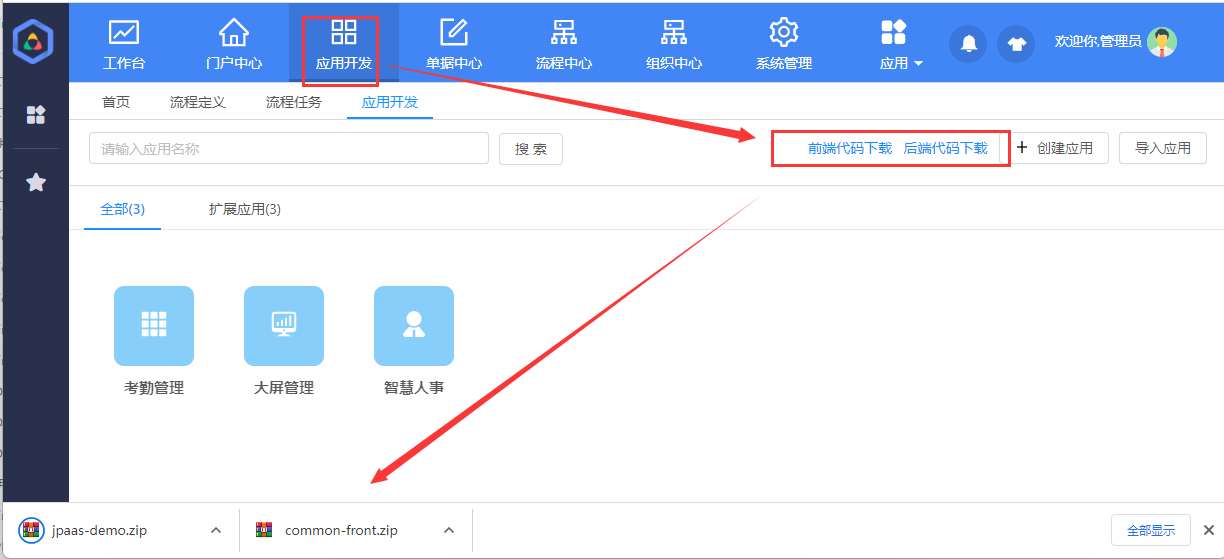 工作台 门户中心 应用开发 单据中心 流程中心 组织中心 系统管理 应用 欢迎你,管理员
首页 流程定义 流程任务 应用开发
请输入应用名称 搜 索 前端代码下载 后端代码下载 + 创建应用 导入应用
全部(3) 扩展应用(3)
考勤管理 大屏管理 智慧人事
jpaas-demo.zip common-front.zip 全部显示